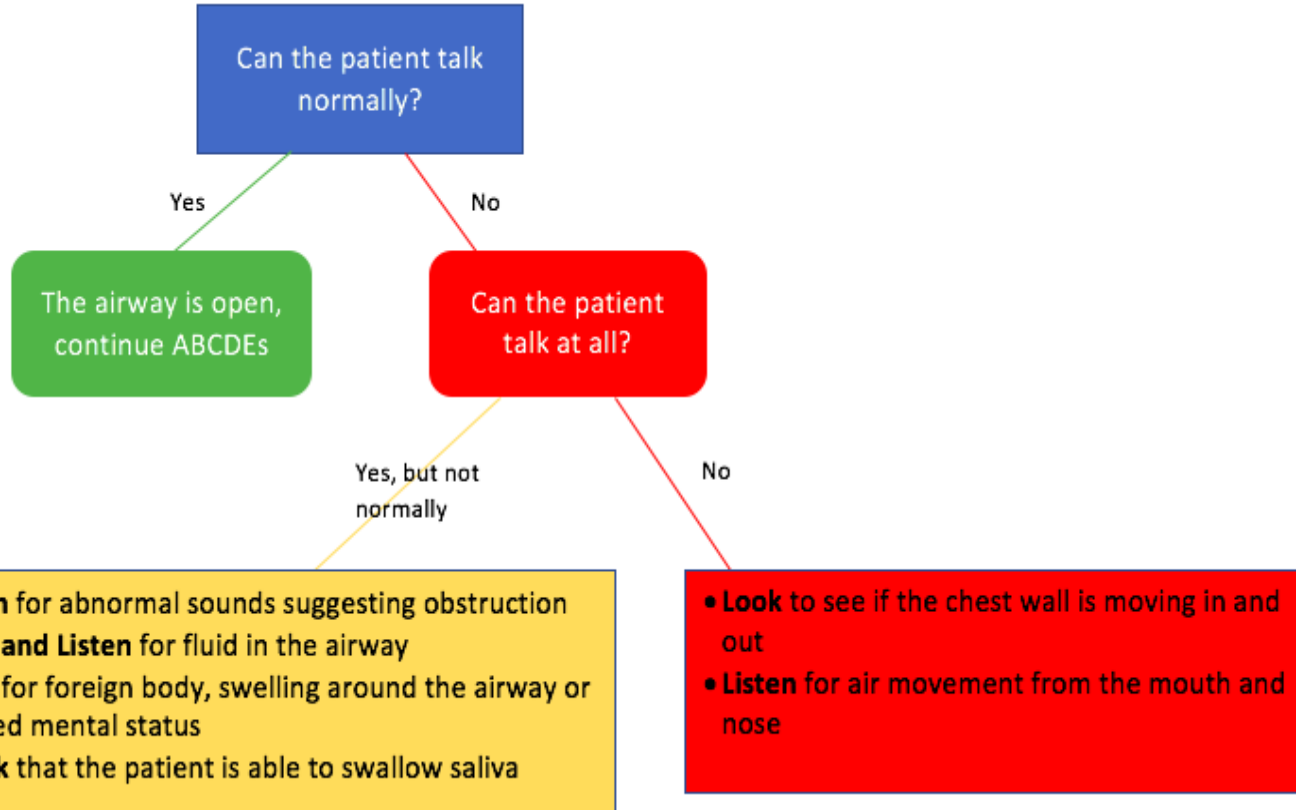 Can the patient talk
normally?
Yes
No
The airway is open,
continue ABCDEs
Can the patient
talk at all?
Yes, but not
normally
No
n for abnormal sounds suggesting obstruction
and Listen for fluid in the airway
for foreign body, swelling around the airway or
ed mental status
k that the patient is able to swallow saliva
• Look to see if the chest wall is moving in and
out
• Listen for air movement from the mouth and
nose